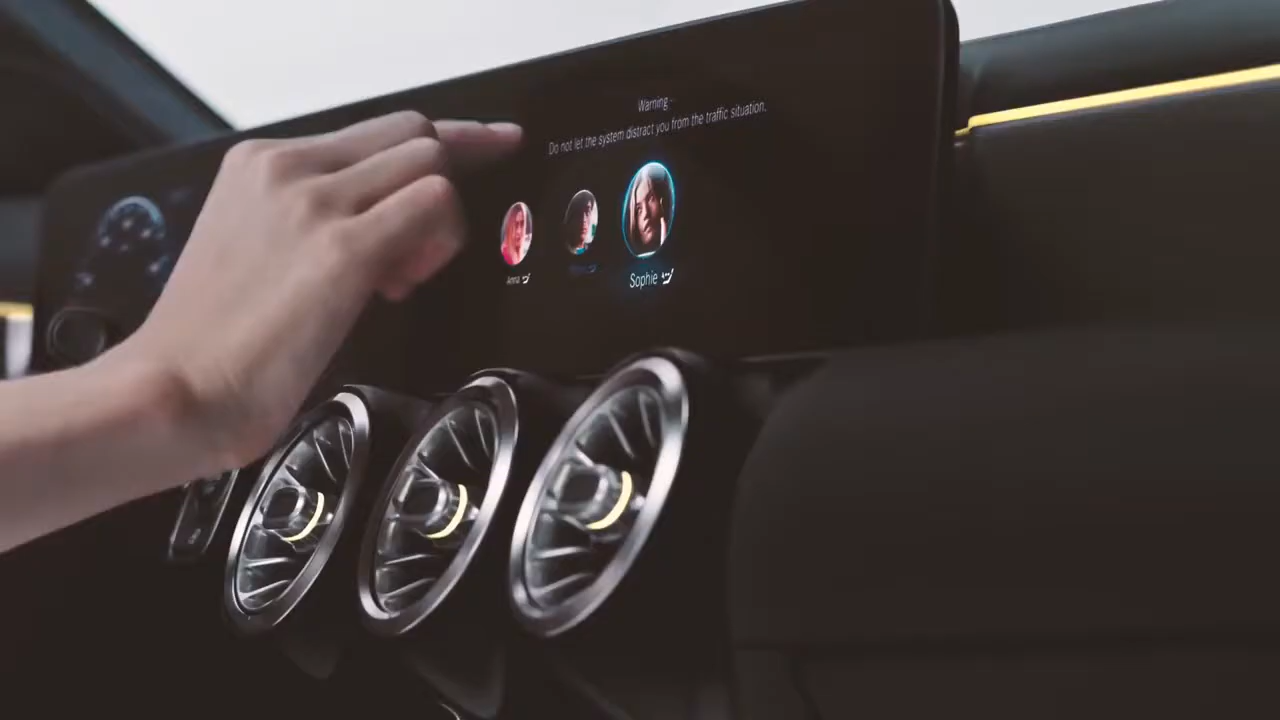 Warning
Do not let the system distract you from the traffic situation.
Anna
Sophie